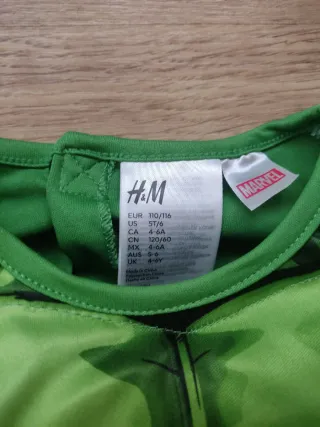 H&M
EUR 110/116
US 5T/6
CA 4-6A
CN 120/60
MX 4-6A
AUS 5-6
UK 4-6Y
MARVEL